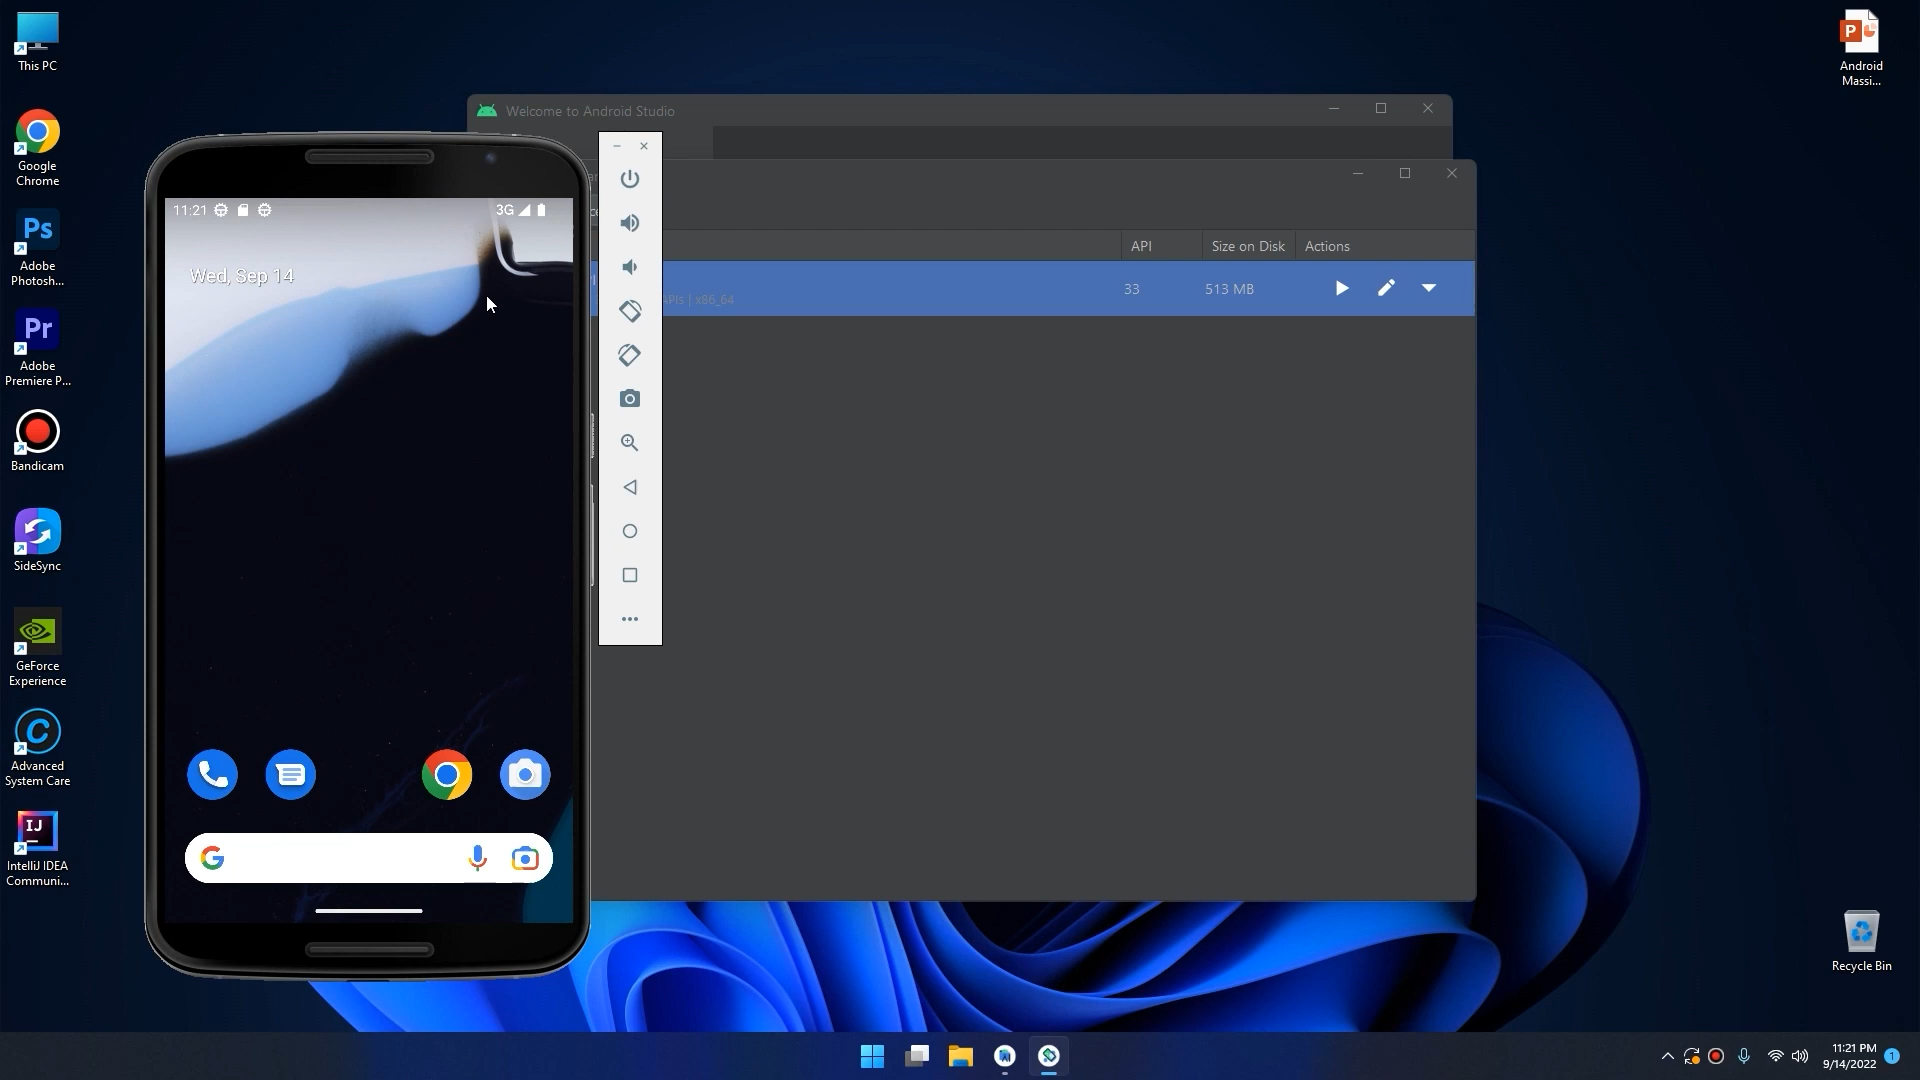 This PC
Google
Chrome
Ps
Adobe
Photosh...
Pr
Adobe
Premiere P...
Bandicam
SideSync
GeForce
Experience
C
Advanced
System Care
IJ
IntelliJ IDEA
Communi...
P
Android
Massi...
Recycle Bin
Welcome to Android Studio
API
Size on Disk
Actions
APIs | x86_64
33
513 MB
11:21
3G
Wed, Sep 14
G
11:21 PM
9/14/2022
1